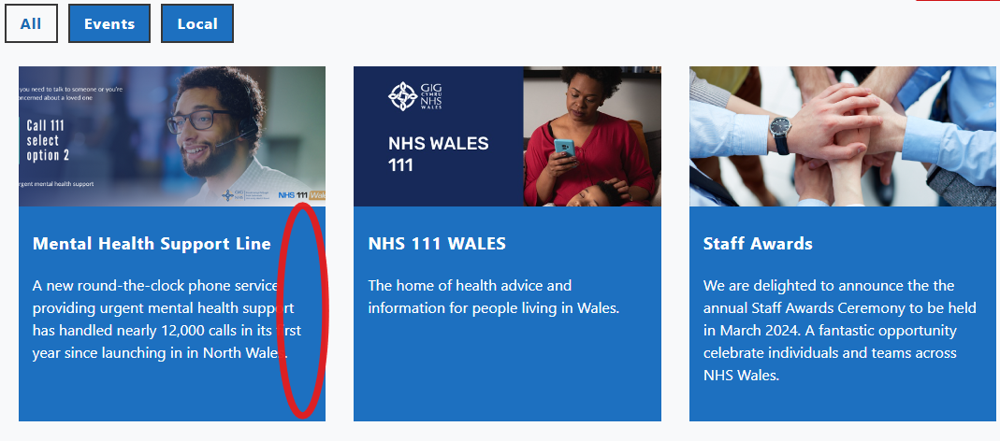 All
Events
Local
you need to talk to someone or you're
concerned about a loved one
Call 111
select
option 2
urgent mental health support
NHS 111
GIG
CYMRU
NHS
WALES
NHS WALES
111
Mental Health Support Line
A new round-the-clock phone service
providing urgent mental health support
has handled nearly 12,000 calls in its first
year since launching in in North Wales.
NHS 111 WALES
The home of health advice and
information for people living in Wales.
Staff Awards
We are delighted to announce the the
annual Staff Awards Ceremony to be held
in March 2024. A fantastic opportunity
celebrate individuals and teams across
NHS Wales.